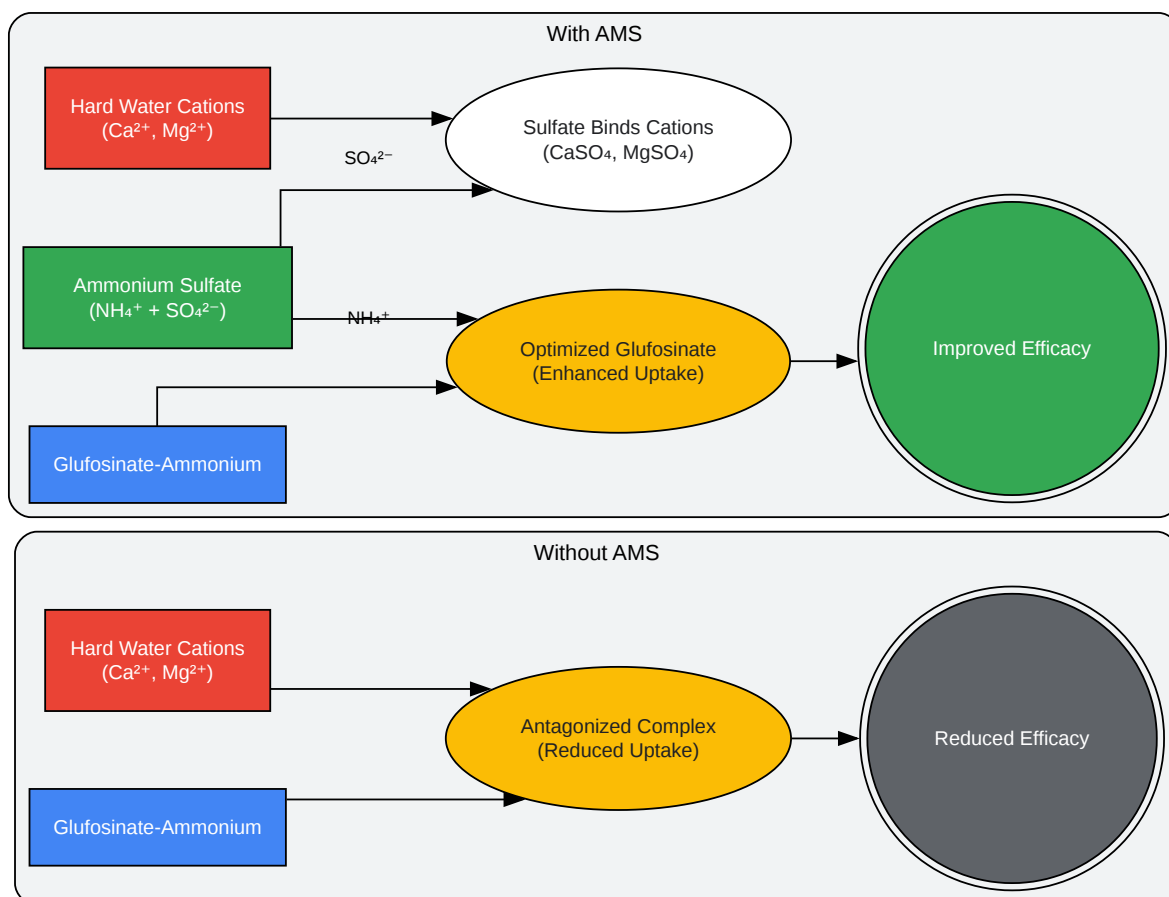 With AMS
Hard Water Cations
(Ca²⁺, Mg²⁺)
Sulfate Binds Cations
(CaSO₄, MgSO₄)
SO₄²⁻
Ammonium Sulfate
(NH₄⁺ + SO₄²⁻)
NH₄⁺
Optimized Glufosinate
(Enhanced Uptake)
Improved Efficacy
Glufosinate-Ammonium
Without AMS
Hard Water Cations
(Ca²⁺, Mg²⁺)
Antagonized Complex
(Reduced Uptake)
Reduced Efficacy
Glufosinate-Ammonium